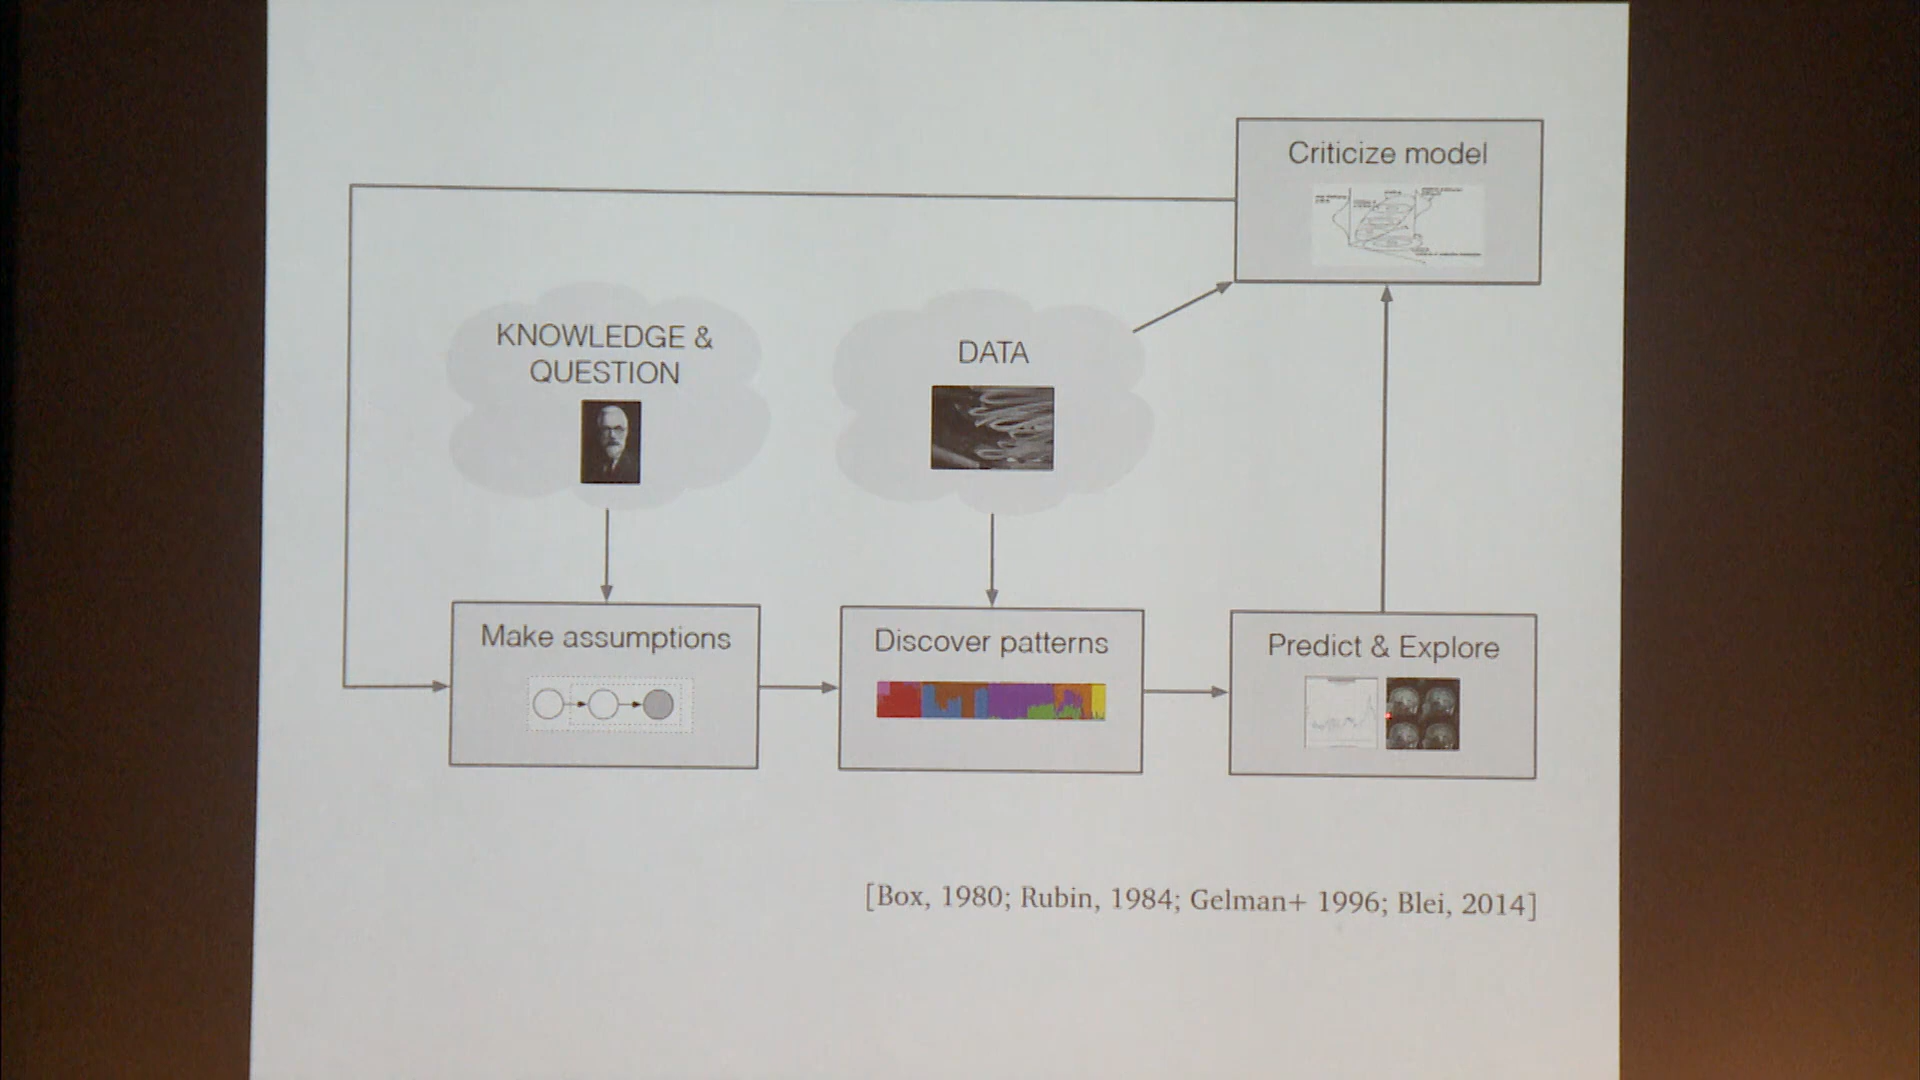 Criticize model
KNOWLEDGE &
QUESTION
DATA
Make assumptions
Discover patterns
Predict & Explore
[Box, 1980; Rubin, 1984; Gelman+ 1996; Blei, 2014]